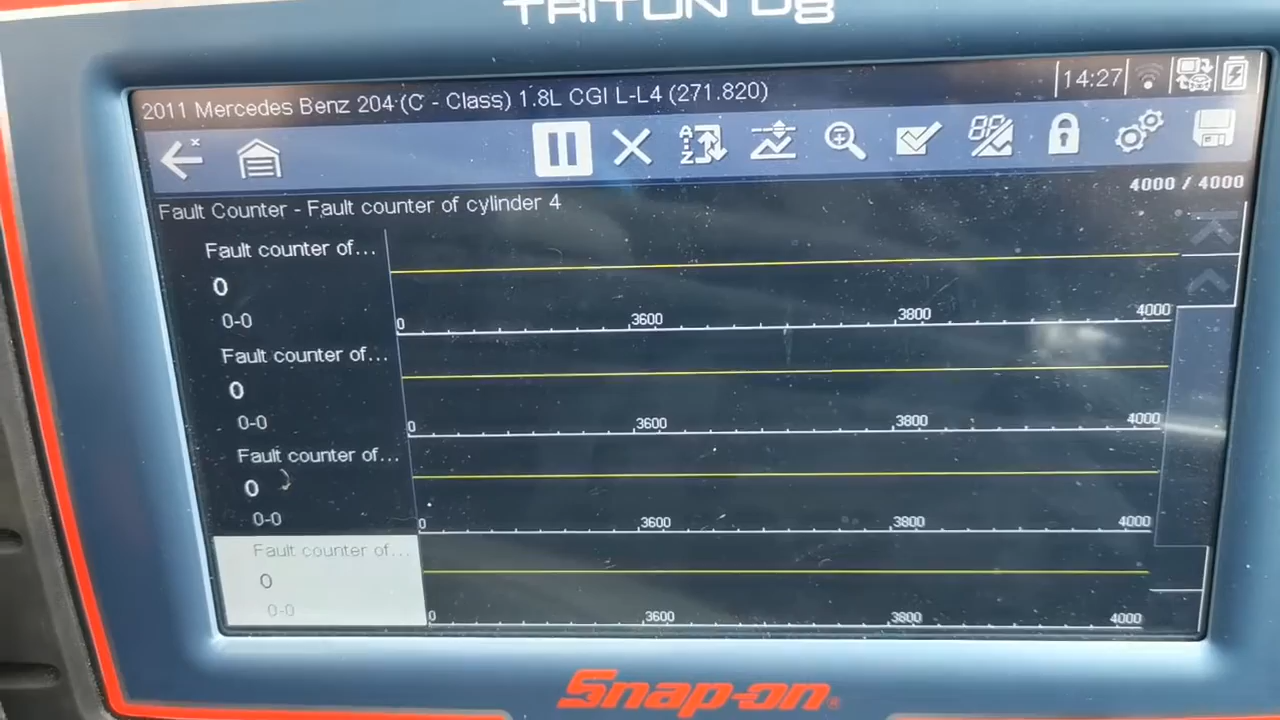 TRITON D8
2011 Mercedes Benz 204 (C - Class) 1.8L CGI L-L4 (271.820)
14:27
4000 / 4000
Fault Counter - Fault counter of cylinder 4
Fault counter of...
0
0-0
0 3600 3800 4000
Fault counter of...
0
0-0
0 3600 3800 4000
Fault counter of...
0
0-0
0 3600 3800 4000
Fault counter of...
0
0-0
0 3600 3800 4000
Snap-on